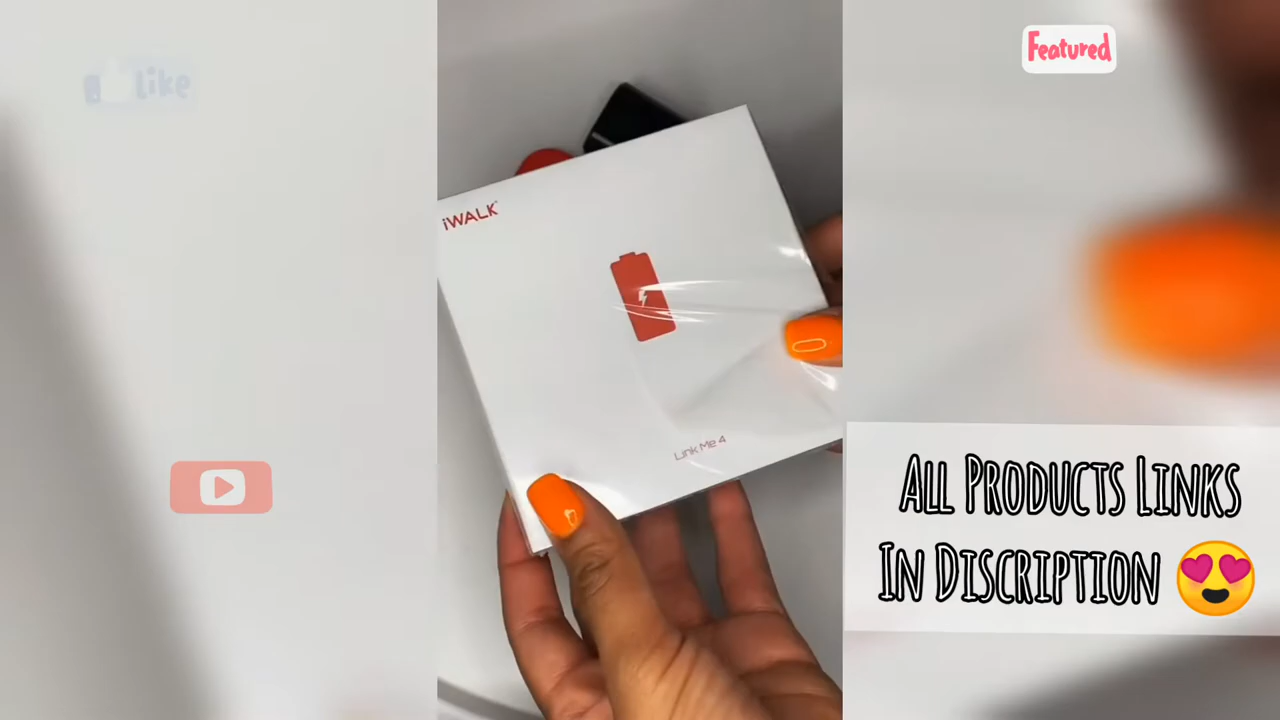 like
Featured
iWALK
Link Me 4
ALL PRODUCTS LINKS
IN DISCRIPTION